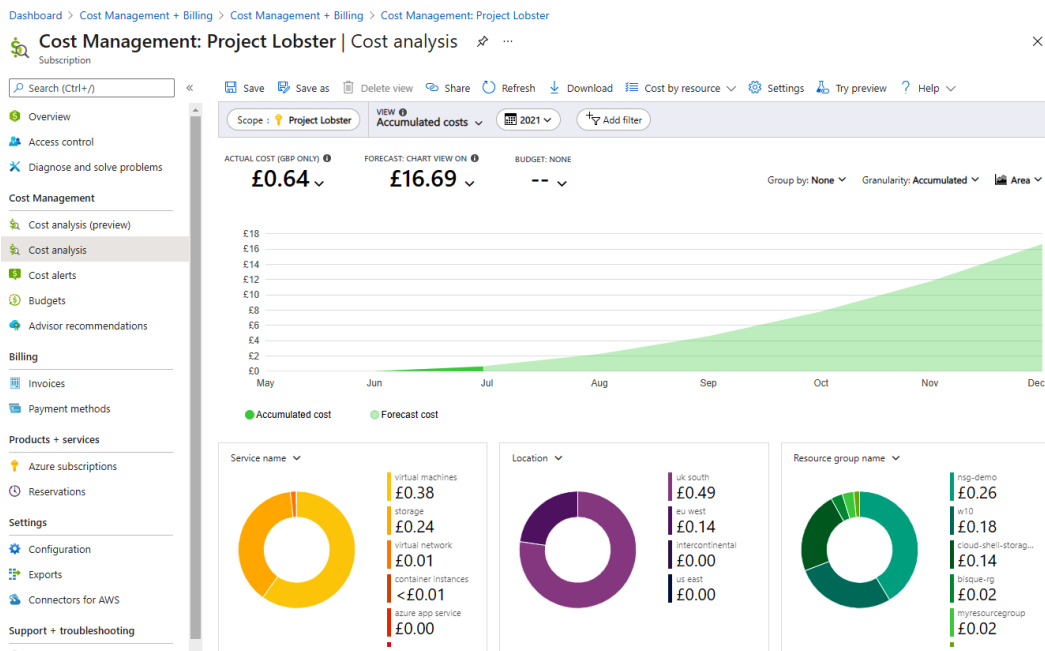 Dashboard > Cost Management + Billing > Cost Management + Billing > Cost Management: Project Lobster
Cost Management: Project Lobster | Cost analysis
Subscription
Search (Ctrl+/)
Save Save as Delete view Share Refresh Download Cost by resource Settings Try preview Help
Overview
Access control
Diagnose and solve problems
Cost Management
Cost analysis (preview)
Cost analysis
Cost alerts
Budgets
Advisor recommendations
Billing
Invoices
Payment methods
Products + services
Azure subscriptions
Reservations
Settings
Configuration
Exports
Connectors for AWS
Support + troubleshooting
Scope : Project Lobster
VIEW
Accumulated costs
2021
Add filter
ACTUAL COST (GBP ONLY)
£0.64
FORECAST: CHART VIEW ON
£16.69
BUDGET: NONE
--
Group by: None Granularity: Accumulated Area
£18
£16
£14
£12
£10
£8
£6
£4
£2
£0
May Jun Jul Aug Sep Oct Nov Dec
Accumulated cost Forecast cost
Service name
virtual machines
£0.38
storage
£0.24
virtual network
£0.01
container instances
<£0.01
azure app service
£0.00
Location
uk south
£0.49
eu west
£0.14
intercontinental
£0.00
us east
£0.00
Resource group name
nsg-demo
£0.26
w10
£0.18
cloud-shell-storag...
£0.14
bisque-rg
£0.02
myresourcegroup
£0.02